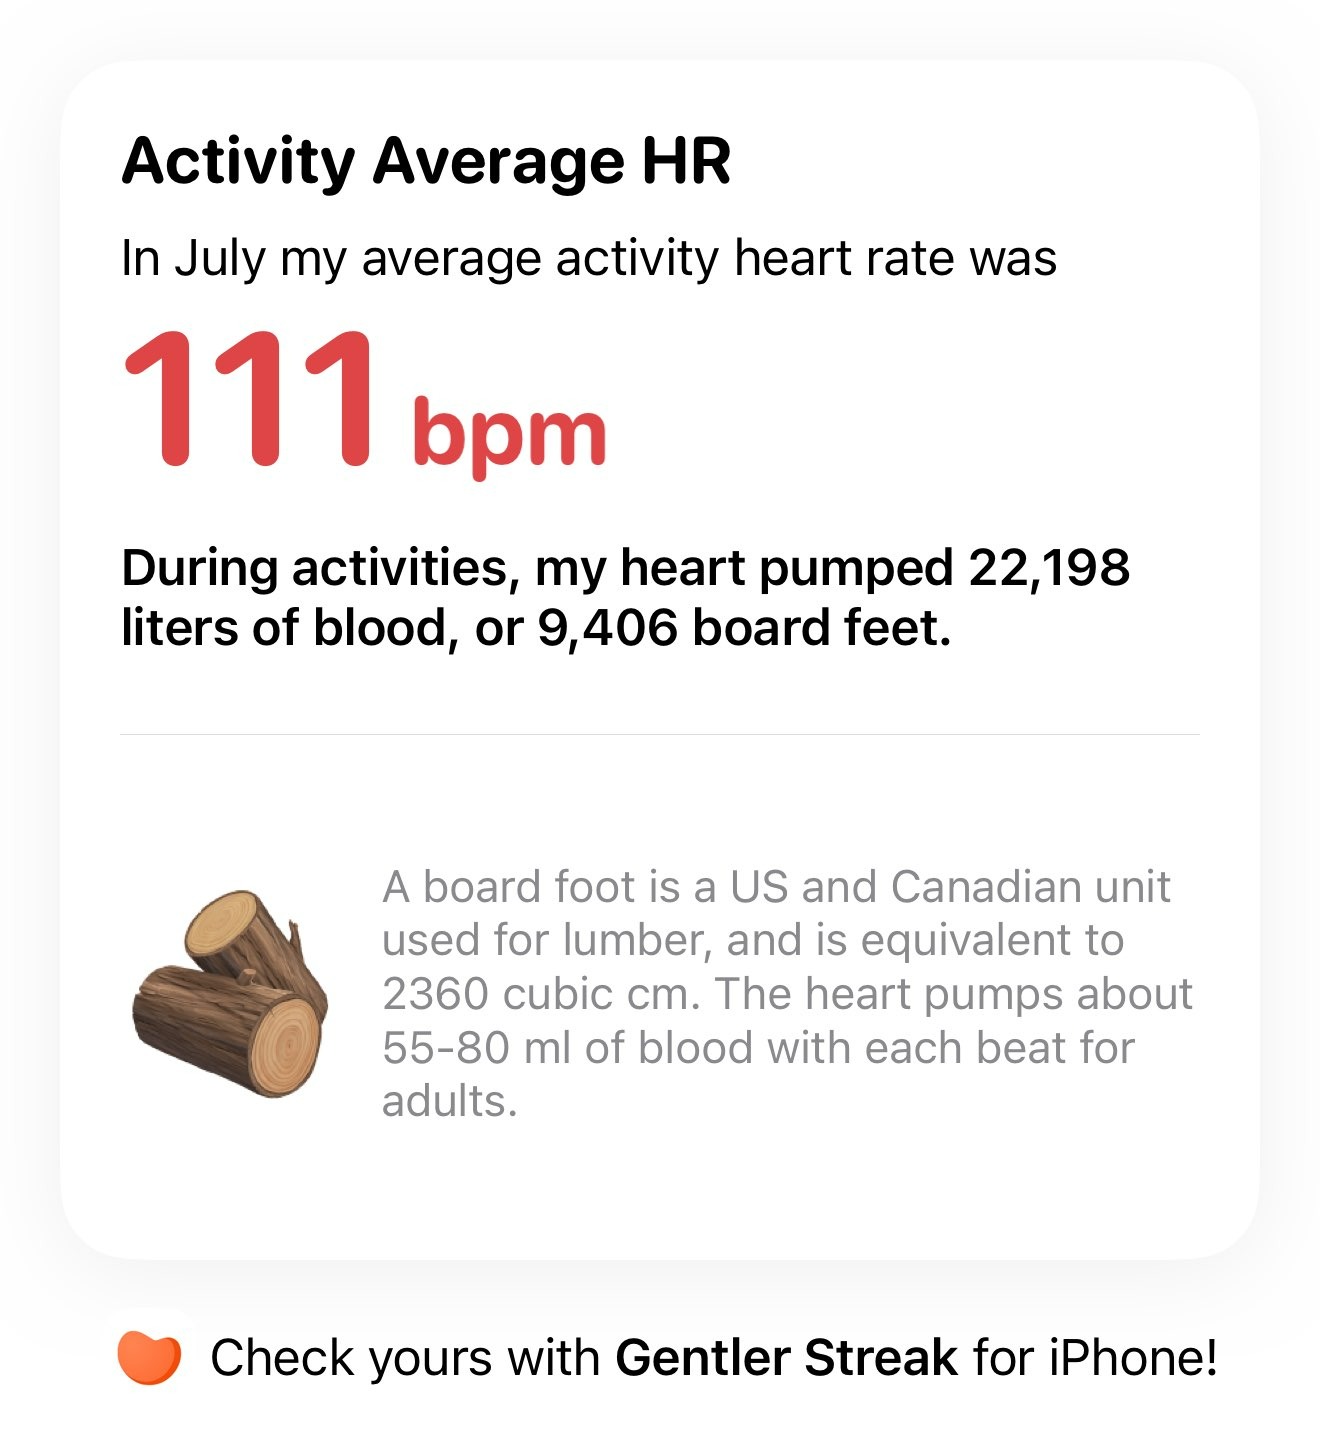 Activity Average HR
In July my average activity heart rate was
111 bpm
During activities, my heart pumped 22,198
liters of blood, or 9,406 board feet.
A board foot is a US and Canadian unit
used for lumber, and is equivalent to
2360 cubic cm. The heart pumps about
55-80 ml of blood with each beat for
adults.
Check yours with Gentler Streak for iPhone!